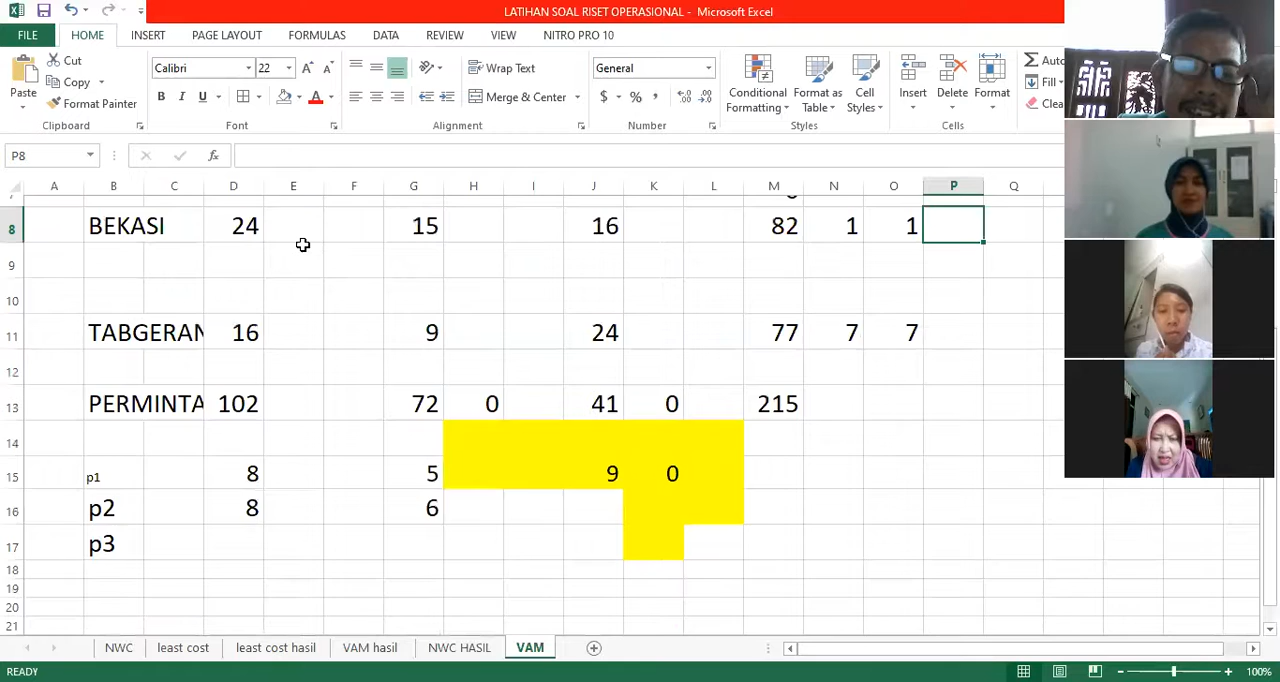 LATIHAN SOAL RISET OPERASIONAL - Microsoft Excel
FILE HOME INSERT PAGE LAYOUT FORMULAS DATA REVIEW VIEW NITRO PRO 10
Cut Calibri 22 Wrap Text General Auto
Copy Fill
Paste Format Painter B I U Merge & Center $ % Conditional Formatting Format as Table Cell Styles Insert Delete Format Clea
Clipboard Font Alignment Number Styles Cells
P8 fx
A B C D E F G H I J K L M N O P Q
8 BEKASI 24 15 16 82 1 1
9
10
11 TABGERAN 16 9 24 77 7 7
12
13 PERMINTA 102 72 0 41 0 215
14
15 p1 8 5 9 0
16 p2 8 6
17 p3
18
19
20
21
NWC least cost least cost hasil VAM hasil NWC HASIL VAM
READY 100%